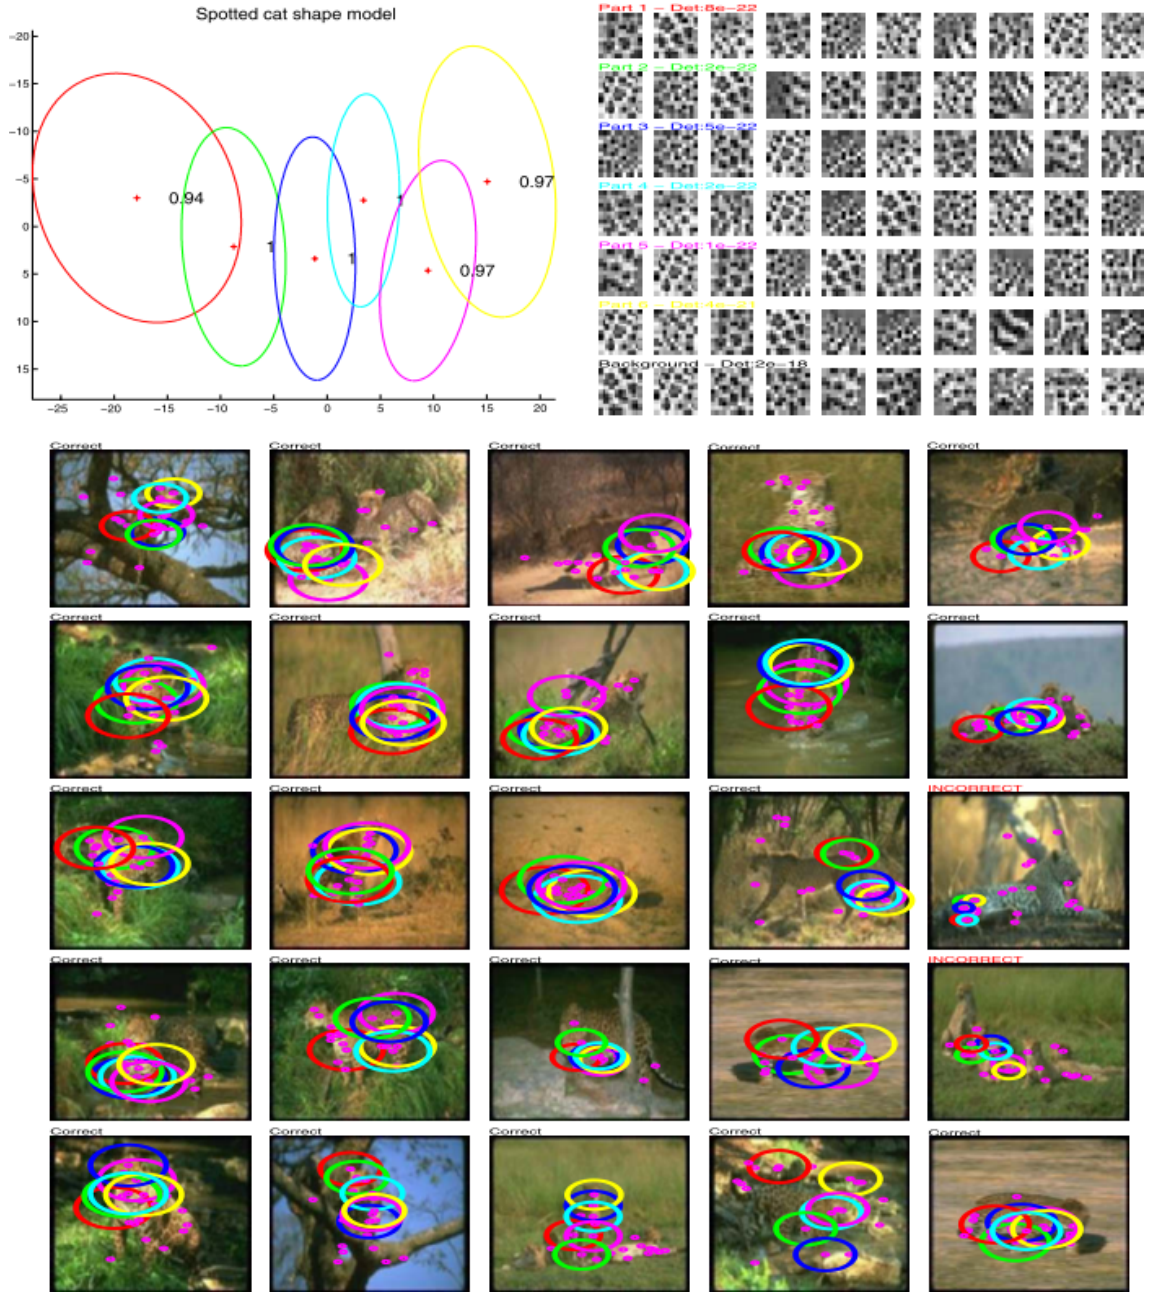 Spotted cat shape model
-20
-15
-10
-5
0
5
10
15
-25
-20
-15
-10
-5
0
5
10
15
20
0.94
1
1
1
0.97
0.97
Part 1 – Det:8e-22
Part 2 – Det:2e-22
Part 3 – Det:5e-22
Part 4 – Det:2e-22
Part 5 – Det:1e-22
Part 6 – Det:4e-21
Background – Det:2e-18
Correct Correct Correct Correct Correct
Correct Correct Correct Correct Correct
Correct Correct Correct Correct INCORRECT
Correct Correct Correct Correct INCORRECT
Correct Correct Correct Correct Correct